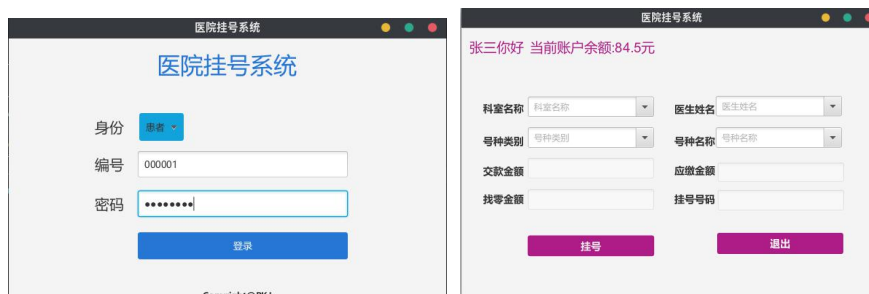 医院挂号系统
医院挂号系统
身份 患者
编号 000001
密码 ●●●●●●●●
登录
医院挂号系统
张三你好 当前账户余额:84.5元
科室名称 科室名称 医生姓名 医生姓名
号种类别 号种类别 号种名称 号种名称
交款金额 应缴金额
找零金额 挂号号码
挂号 退出